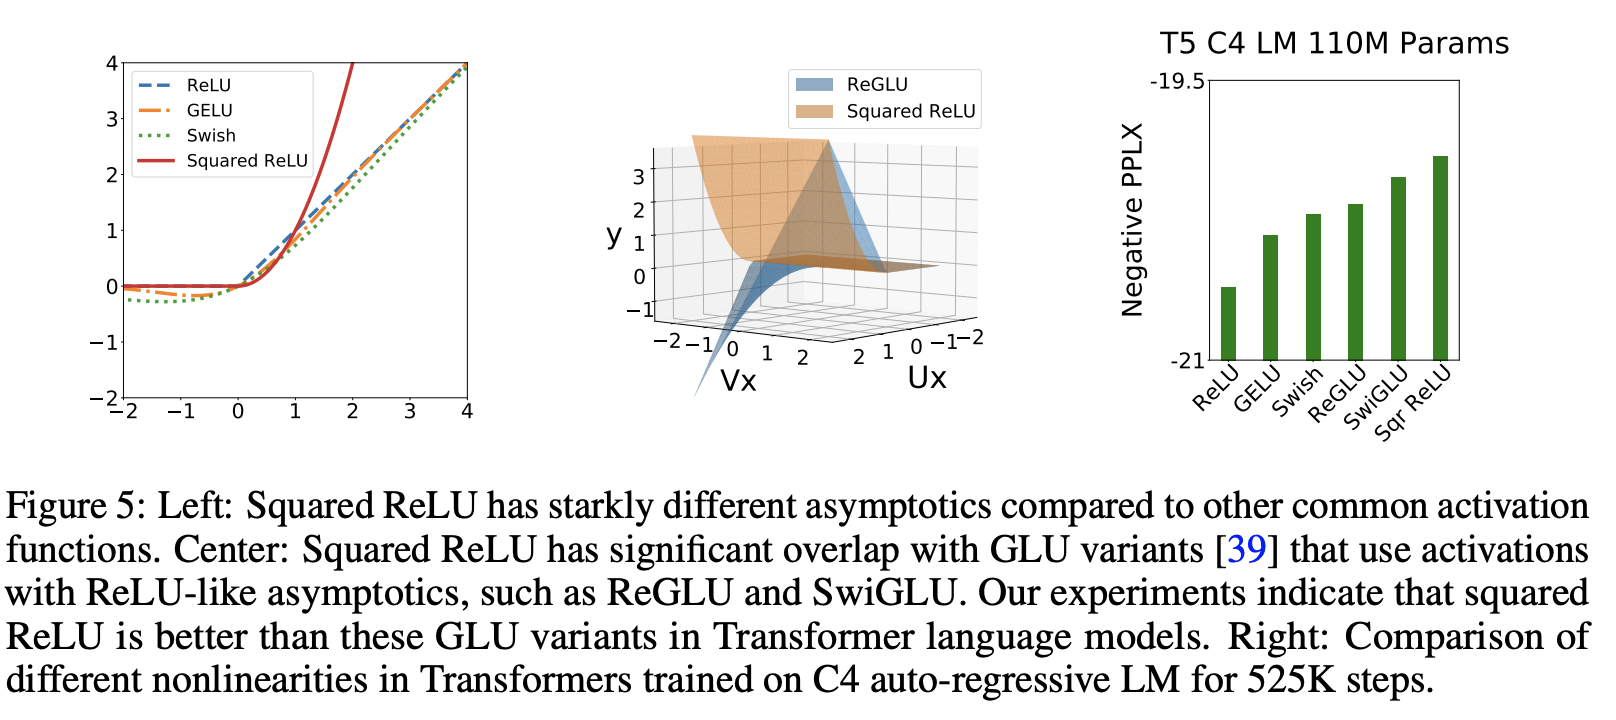 4
3
2
1
0
−1
−2
−2
−1
0
1
2
3
4
ReLU
GELU
Swish
Squared ReLU
ReGLU
Squared ReLU
y
3
2
1
0
−1
−2
−1
0
1
2
Vx
2
1
0
−1
−2
Ux
T5 C4 LM 110M Params
Negative PPLX
-19.5
-21
ReLU
GELU
Swish
ReGLU
SwiGLU
Sqr ReLU
Figure 5: Left: Squared ReLU has starkly different asymptotics compared to other common activation
functions. Center: Squared ReLU has significant overlap with GLU variants [39] that use activations
with ReLU-like asymptotics, such as ReGLU and SwiGLU. Our experiments indicate that squared
ReLU is better than these GLU variants in Transformer language models. Right: Comparison of
different nonlinearities in Transformers trained on C4 auto-regressive LM for 525K steps.